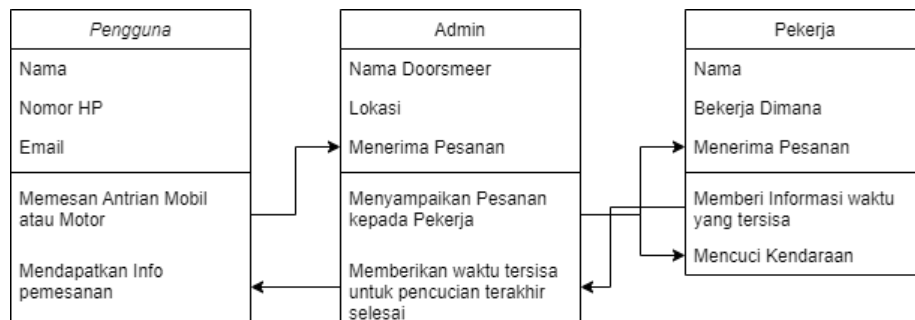 Pengguna
Nama
Nomor HP
Email
Memesan Antrian Mobil
atau Motor
Mendapatkan Info
pemesanan
Admin
Nama Doorsmeer
Lokasi
Menerima Pesanan
Menyampaikan Pesanan
kepada Pekerja
Memberikan waktu tersisa
untuk pencucian terakhir
selesai
Pekerja
Nama
Bekerja Dimana
Menerima Pesanan
Memberi Informasi waktu
yang tersisa
Mencuci Kendaraan